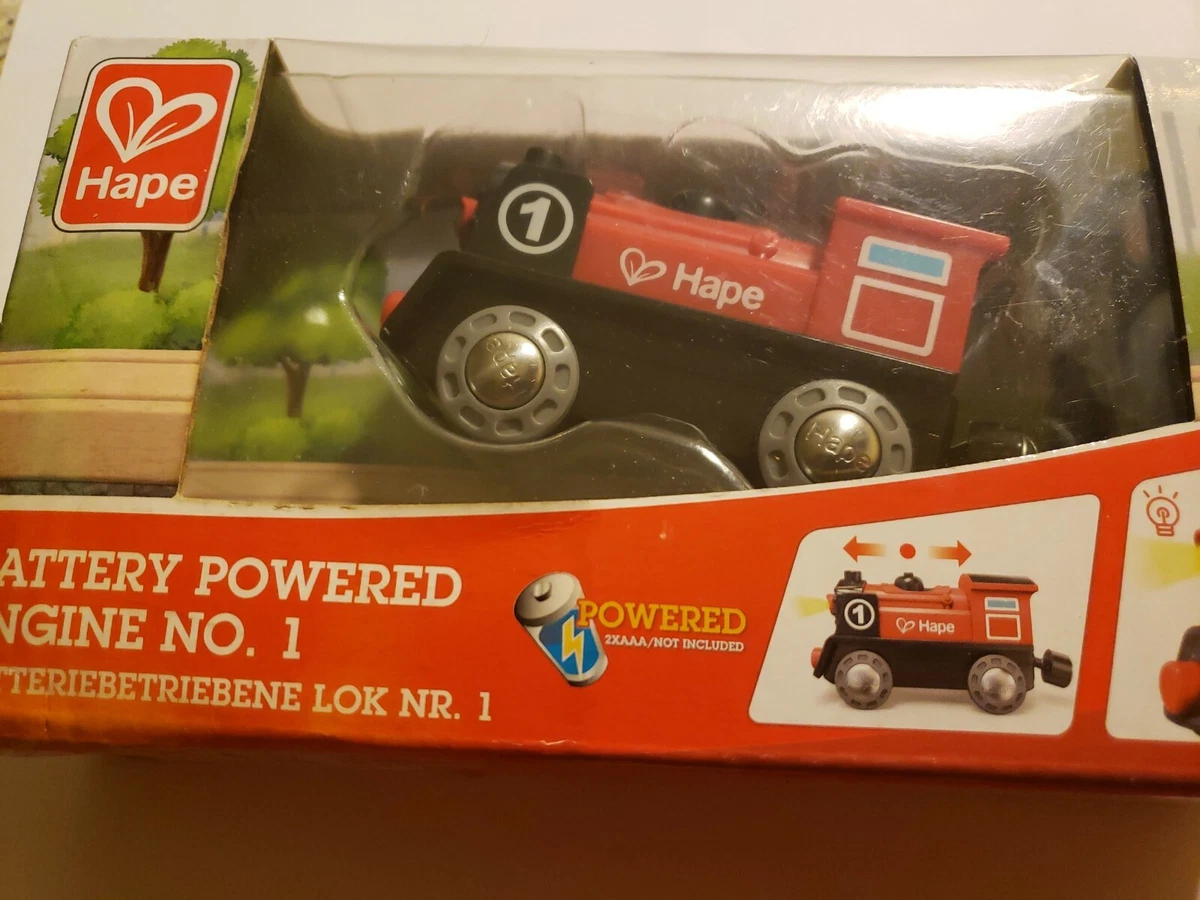 Hape
1
Hape
Hape
Hape
ATTERY POWERED
NGINE NO. 1
TTERIEBETRIEBENE LOK NR. 1
POWERED
2XAAA/NOT INCLUDED
1
Hape